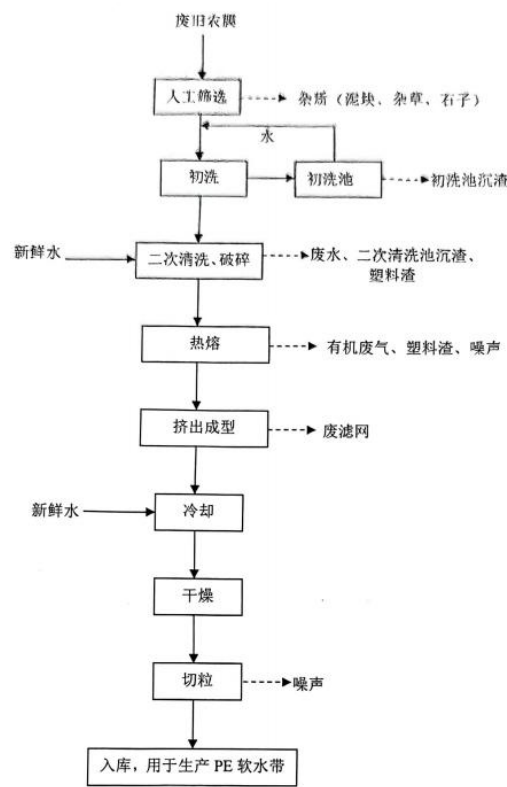 废旧农膜
人工筛选
杂质（泥块、杂草、石子）
水
初洗
初洗池
初洗池沉渣
新鲜水
二次清洗、破碎
废水、二次清洗池沉渣、
塑料渣
热熔
有机废气、塑料渣、噪声
挤出成型
废滤网
新鲜水
冷却
干燥
切粒
噪声
入库，用于生产 PE 软水带